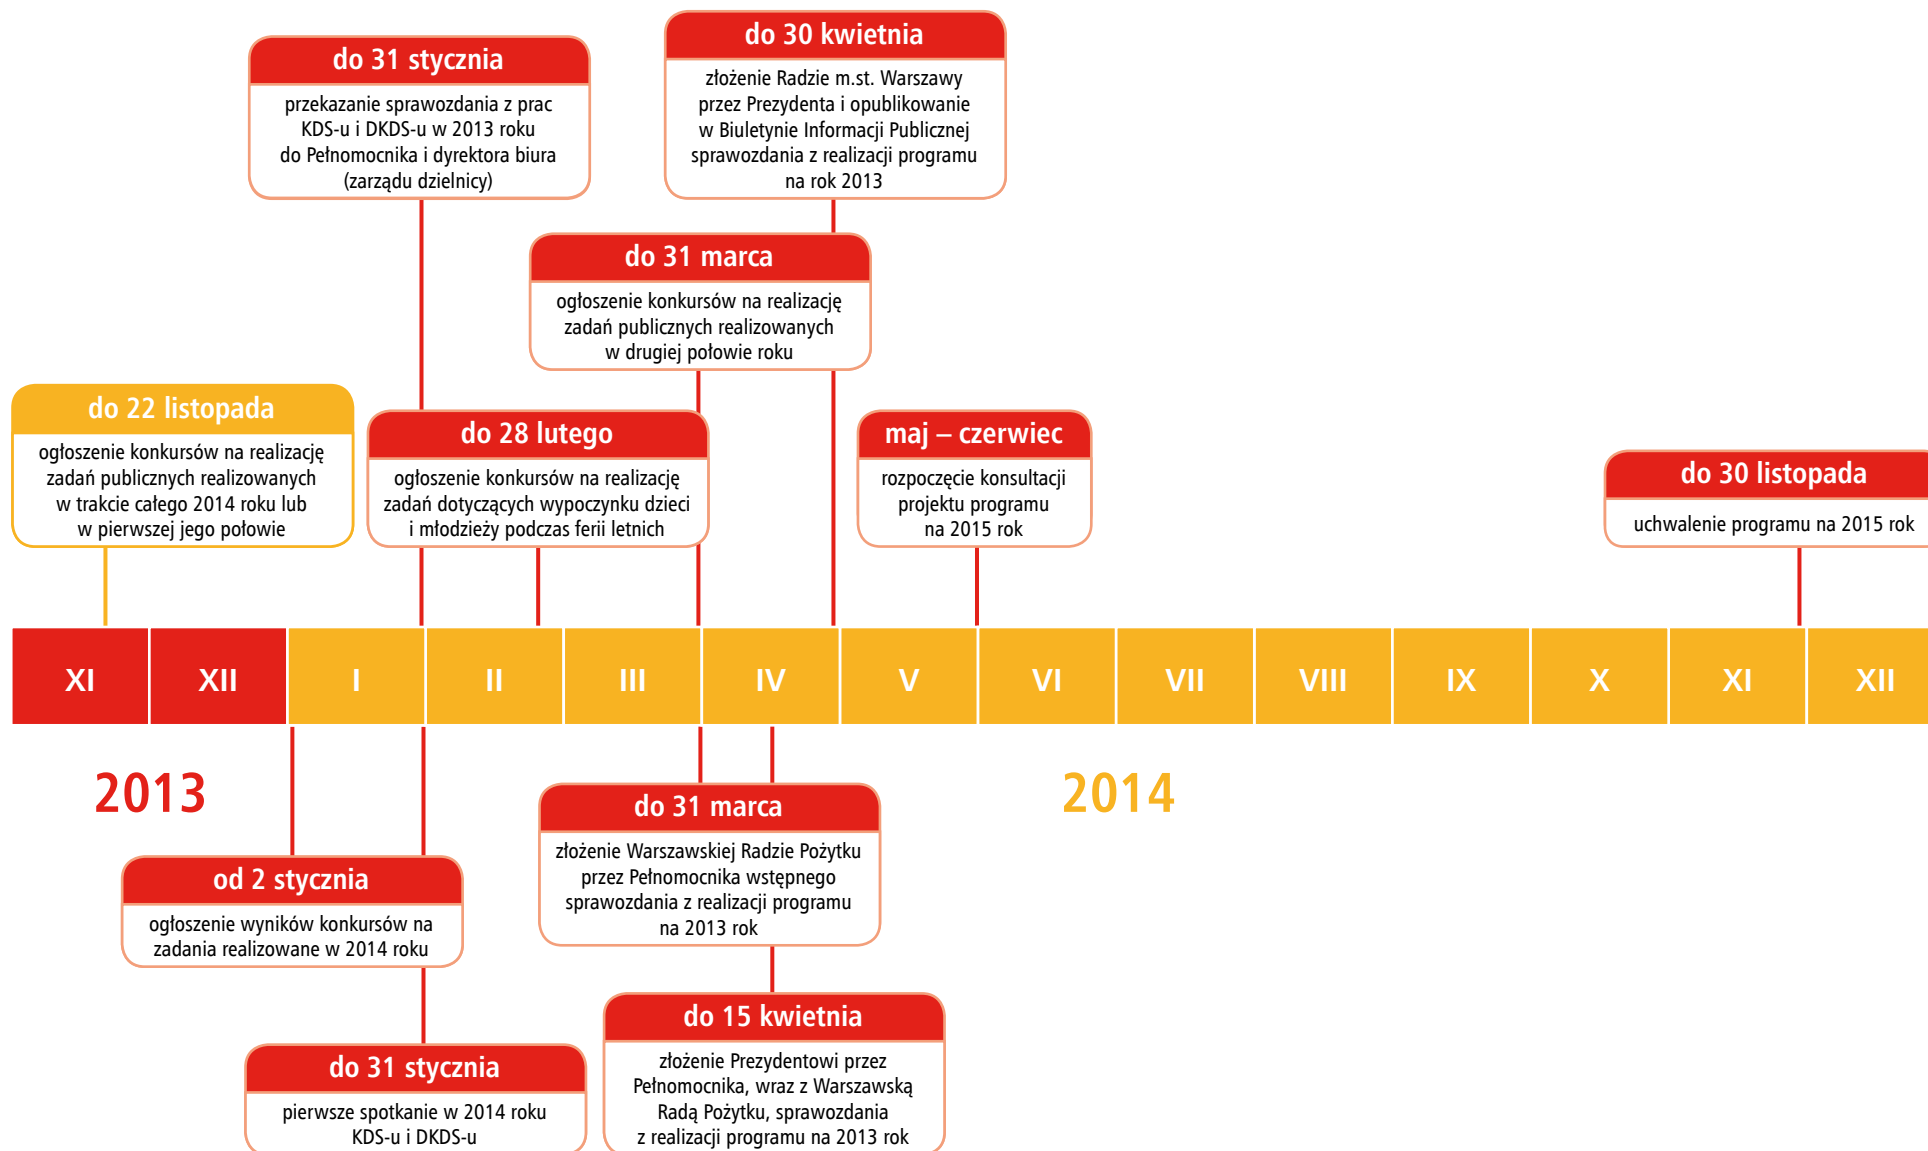 do 31 stycznia
przekazanie sprawozdania z prac
KDS-u i DKDS-u w 2013 roku
do Pełnomocnika i dyrektora biura
(zarządu dzielnicy)
do 30 kwietnia
złożenie Radzie m.st. Warszawy
przez Prezydenta i opublikowanie
w Biuletynie Informacji Publicznej
sprawozdania z realizacji programu
na rok 2013
do 31 marca
ogłoszenie konkursów na realizację
zadań publicznych realizowanych
w drugiej połowie roku
do 22 listopada
ogłoszenie konkursów na realizację
zadań publicznych realizowanych
w trakcie całego 2014 roku lub
w pierwszej jego połowie
do 28 lutego
ogłoszenie konkursów na realizację
zadań dotyczących wypoczynku dzieci
i młodzieży podczas ferii letnich
maj – czerwiec
rozpoczęcie konsultacji
projektu programu
na 2015 rok
do 30 listopada
uchwalenie programu na 2015 rok
XI XII I II III IV V VI VII VIII IX X XI XII
2013
2014
do 31 marca
złożenie Warszawskiej Radzie Pożytku
przez Pełnomocnika wstępnego
sprawozdania z realizacji programu
na 2013 rok
od 2 stycznia
ogłoszenie wyników konkursów na
zadania realizowane w 2014 roku
do 15 kwietnia
złożenie Prezydentowi przez
Pełnomocnika, wraz z Warszawską
Radą Pożytku, sprawozdania
z realizacji programu na 2013 rok
do 31 stycznia
pierwsze spotkanie w 2014 roku
KDS-u i DKDS-u